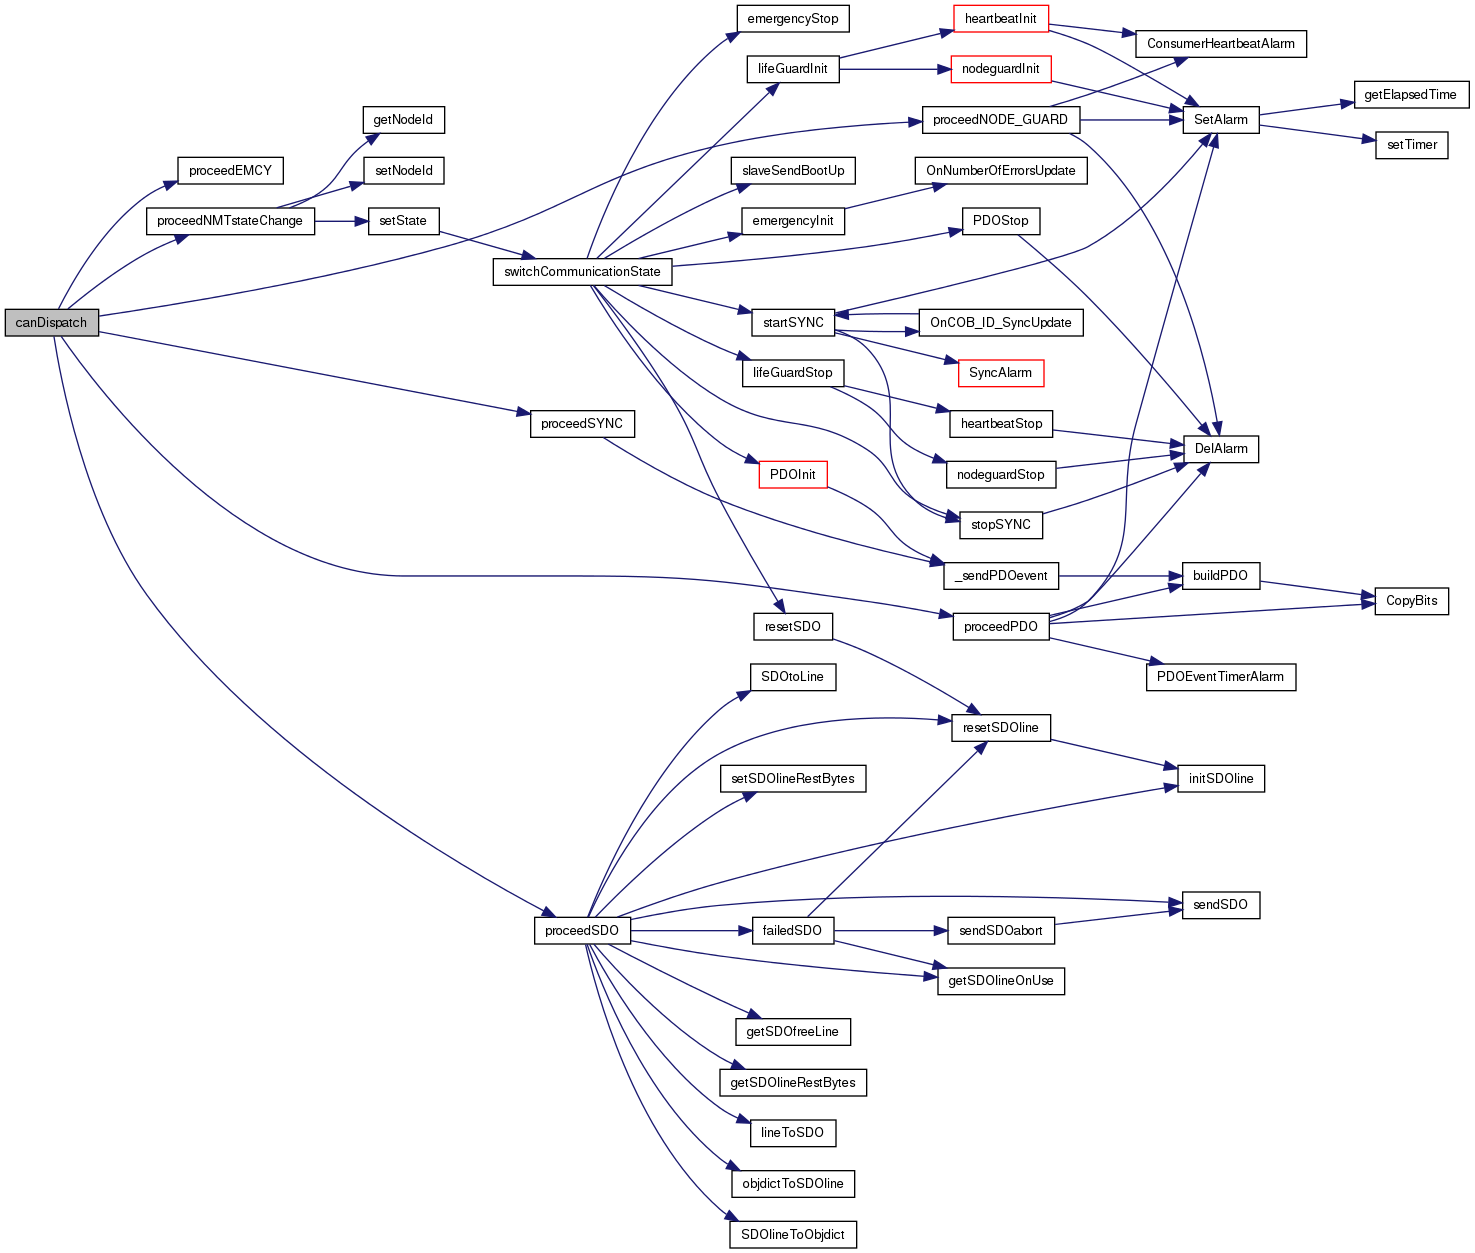 emergencyStop
heartbeatInit
ConsumerHeartbeatAlarm
lifeGuardInit
nodeguardInit
getElapsedTime
getNodeId
proceedNODE_GUARD
SetAlarm
setTimer
proceedEMCY
setNodeId
slaveSendBootUp
OnNumberOfErrorsUpdate
proceedNMTstateChange
setState
emergencyInit
PDOStop
switchCommunicationState
canDispatch
startSYNC
OnCOB_ID_SyncUpdate
lifeGuardStop
SyncAlarm
proceedSYNC
heartbeatStop
DelAlarm
PDOInit
nodeguardStop
stopSYNC
_sendPDOevent
buildPDO
CopyBits
resetSDO
proceedPDO
SDOtoLine
PDOEventTimerAlarm
resetSDOline
setSDOlineRestBytes
initSDOline
sendSDO
proceedSDO
failedSDO
sendSDOabort
getSDOlineOnUse
getSDOfreeLine
getSDOlineRestBytes
lineToSDO
objdictToSDOline
SDOlineToObjdict